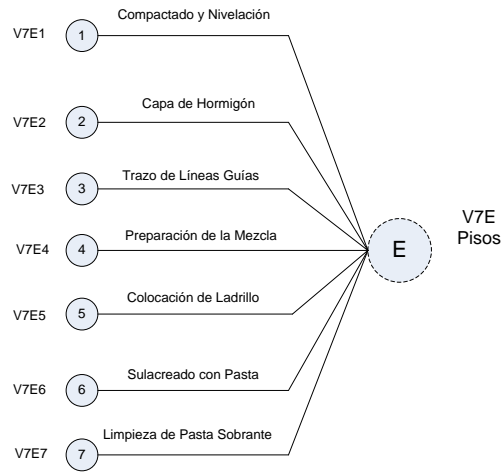 Compactado y Nivelación
V7E1
1
Capa de Hormigón
V7E2
2
Trazo de Líneas Guías
V7E3
3
V7E
Pisos
E
Preparación de la Mezcla
V7E4
4
Colocación de Ladrillo
V7E5
5
Sulacreado con Pasta
V7E6
6
Limpieza de Pasta Sobrante
V7E7
7